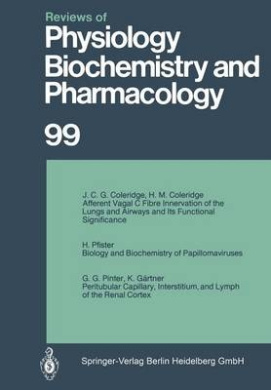 Reviews of
Physiology
Biochemistry and
Pharmacology
99
J. C. G. Coleridge, H. M. Coleridge
Afferent Vagal C Fibre Innervation of the
Lungs and Airways and Its Functional
Significance
H. Pfister
Biology and Biochemistry of Papillomaviruses
G. G. Pinter, K. Gärtner
Peritubular Capillary, Interstitium, and Lymph
of the Renal Cortex
Springer-Verlag Berlin Heidelberg GmbH